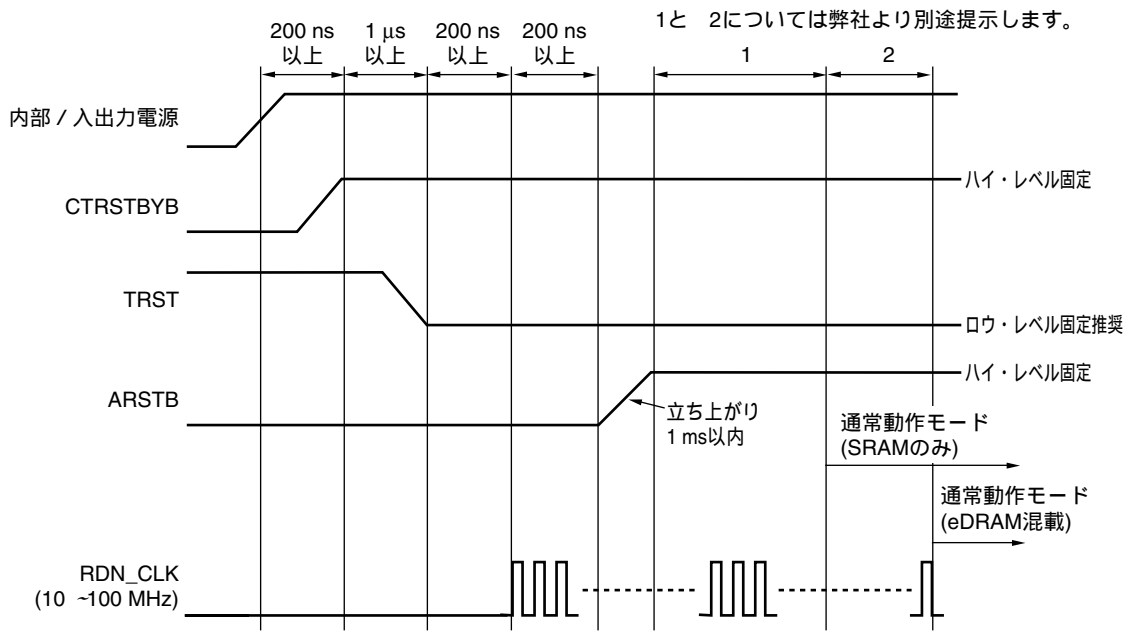 1と 2については弊社より別途提示します。
200 ns
以上
1 μs
以上
200 ns
以上
200 ns
以上
1
2
内部 / 入出力電源
CTRSTBYB
ハイ・レベル固定
TRST
ロウ・レベル固定推奨
ARSTB
ハイ・レベル固定
立ち上がり
1 ms以内
通常動作モード
(SRAMのみ)
通常動作モード
(eDRAM混載)
RDN_CLK
(10 ~100 MHz)